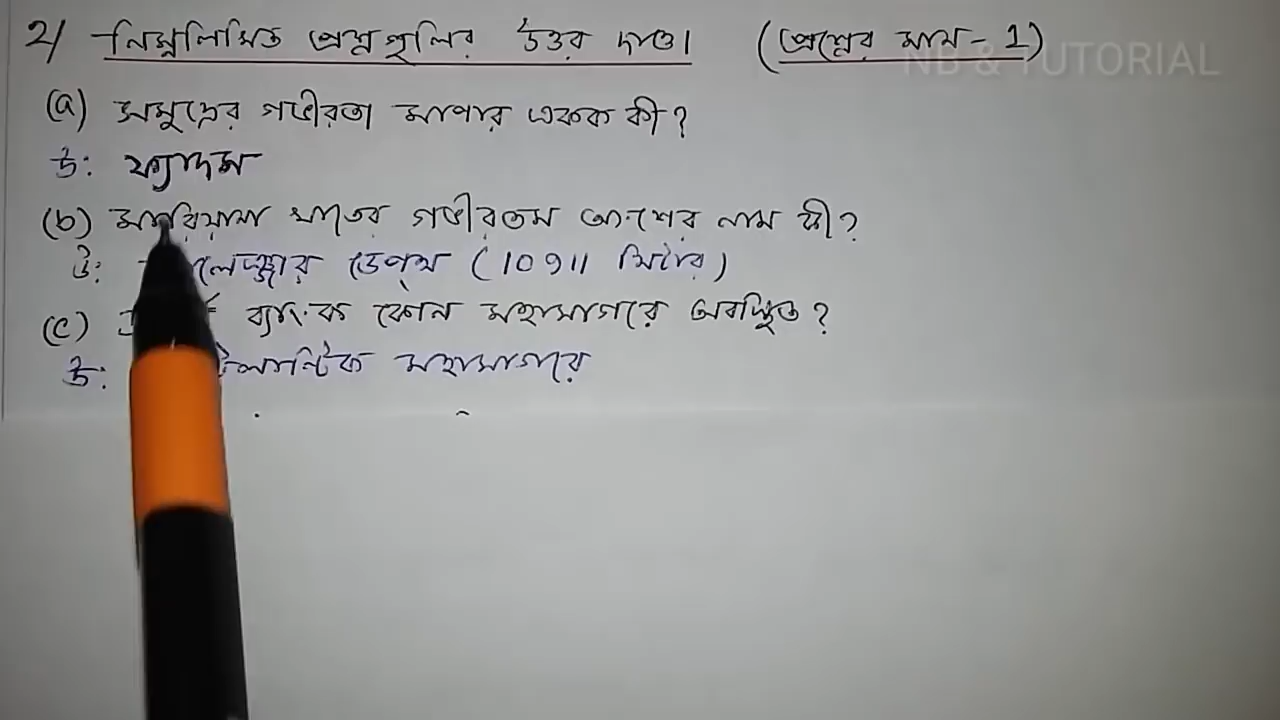 ২/ নিম্নলিখিত প্রশ্নগুলির উত্তর দাও। (প্রশ্নের মান - 1)
NB & TUTORIAL
(a) সমুদ্রের গভীরতা মাপার একক কী?
উ: ফ্যাদম
(b) মারিয়ানা খাতের গভীরতম অংশের নাম কী?
উ: লেঞ্জার ডেপ্থ (10911 মিটার)
(c) ব্যাংক কোন মহাসাগরে অবস্থিত?
উ: টলান্টিক মহাসাগরে